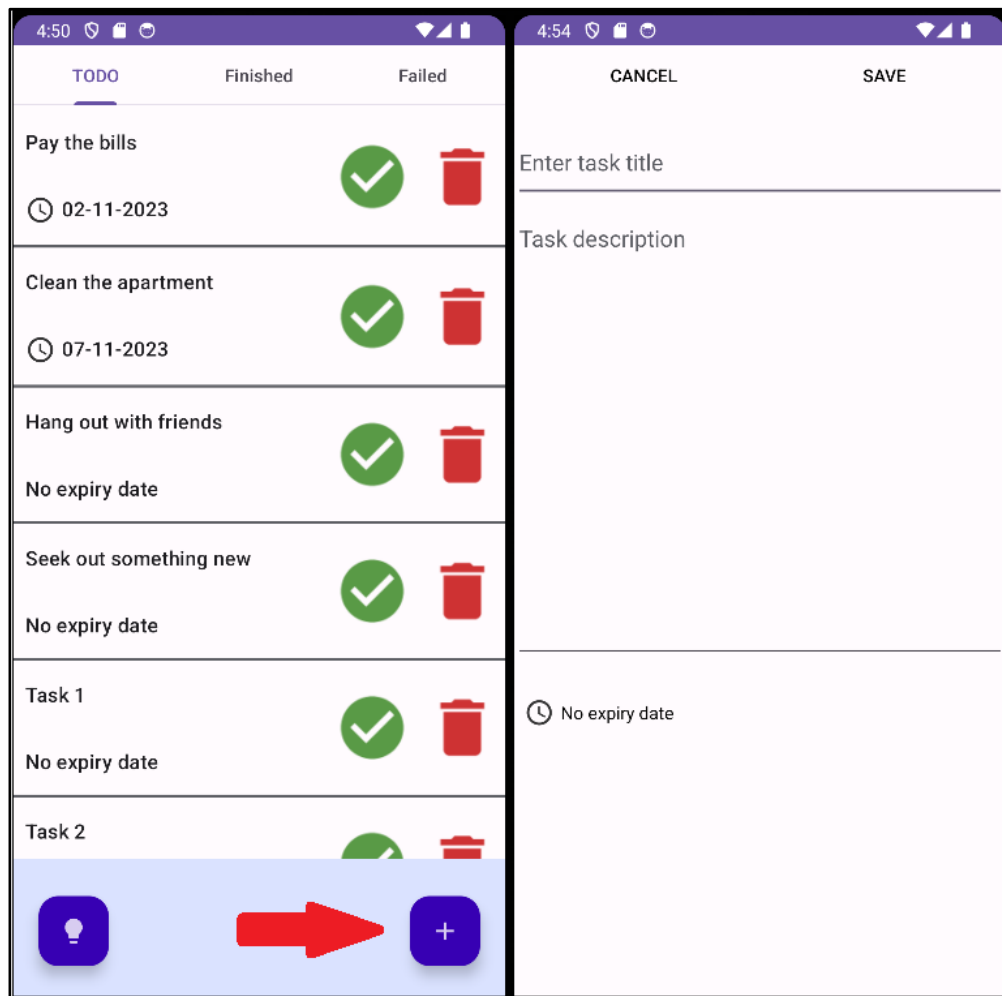 4:50
TODO Finished Failed
Pay the bills
02-11-2023
Clean the apartment
07-11-2023
Hang out with friends
No expiry date
Seek out something new
No expiry date
Task 1
No expiry date
Task 2
4:54
CANCEL SAVE
Enter task title
Task description
No expiry date